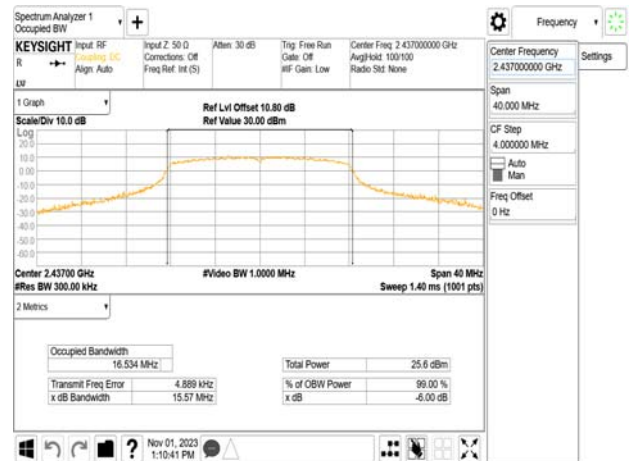 Spectrum Analyzer 1
Occupied BW
Frequency
KEYSIGHT
R
LXI
Input: RF
Coupling: DC
Align: Auto
Input Z: 50 Ω
Corrections: Off
Freq Ref: Int (S)
Atten: 30 dB
Trig: Free Run
Gate: Off
#IF Gain: Low
Center Freq: 2.437000000 GHz
Avg|Hold: 100/100
Radio Std: None
Center Frequency
2.437000000 GHz
Settings
Span
40.000 MHz
CF Step
4.000000 MHz
Auto
Man
Freq Offset
0 Hz
1 Graph
Scale/Div 10.0 dB
Ref Lvl Offset 10.80 dB
Ref Value 30.00 dBm
Log
20.0
10.0
0.00
-10.0
-20.0
-30.0
-40.0
-50.0
-60.0
Center 2.43700 GHz
#Res BW 300.00 kHz
#Video BW 1.0000 MHz
Span 40 MHz
Sweep 1.40 ms (1001 pts)
2 Metrics
Occupied Bandwidth
16.534 MHz
Total Power 25.6 dBm
Transmit Freq Error 4.889 kHz
% of OBW Power 99.00 %
x dB Bandwidth 15.57 MHz
x dB -6.00 dB
?
Nov 01, 2023
1:10:41 PM